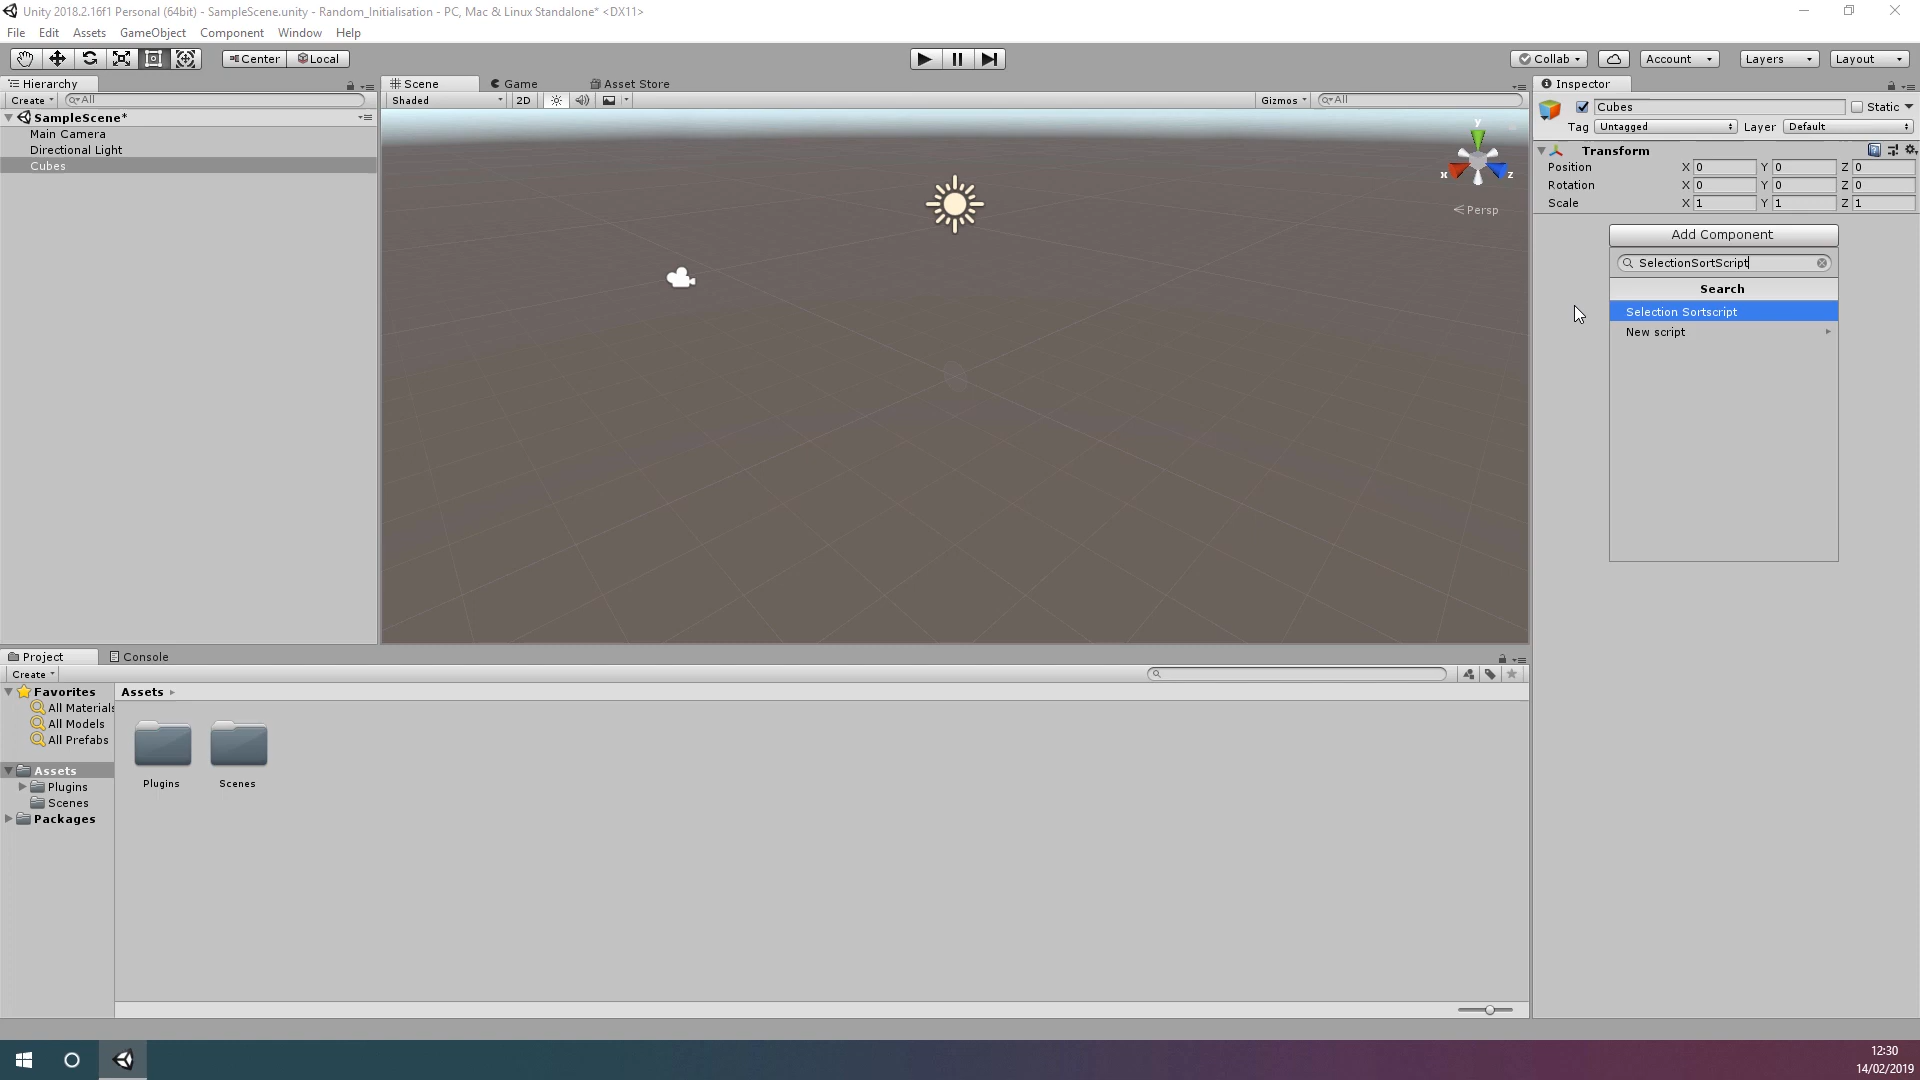 Unity 2018.2.16f1 Personal (64bit) - SampleScene.unity - Random_Initialisation - PC, Mac & Linux Standalone* <DX11>
File Edit Assets GameObject Component Window Help
Center Local Collab Account Layers Layout
Hierarchy
Create All
SampleScene*
Main Camera
Directional Light
Cubes
Scene Game Asset Store
Shaded 2D Gizmos All
y
x z
Persp
Inspector
Cubes Static
Tag Untagged Layer Default
Transform
Position X 0 Y 0 Z 0
Rotation X 0 Y 0 Z 0
Scale X 1 Y 1 Z 1
Add Component
SelectionSortScript
Search
Selection Sortscript
New script
Project Console
Create
Favorites
All Materials
All Models
All Prefabs
Assets
Plugins
Scenes
Packages
Assets
Plugins Scenes
12:30
14/02/2019